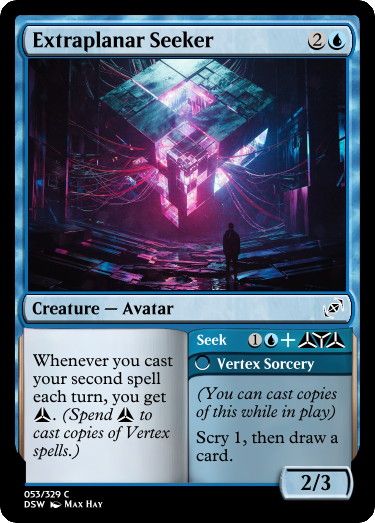 Extraplanar Seeker 2
Creature — Avatar
Whenever you cast
your second spell
each turn, you get
. (Spend to
cast copies of Vertex
spells.)
Seek 1 +
Vertex Sorcery
(You can cast copies
of this while in play)
Scry 1, then draw a
card.
2/3
053/329 C
DSW Max Hay